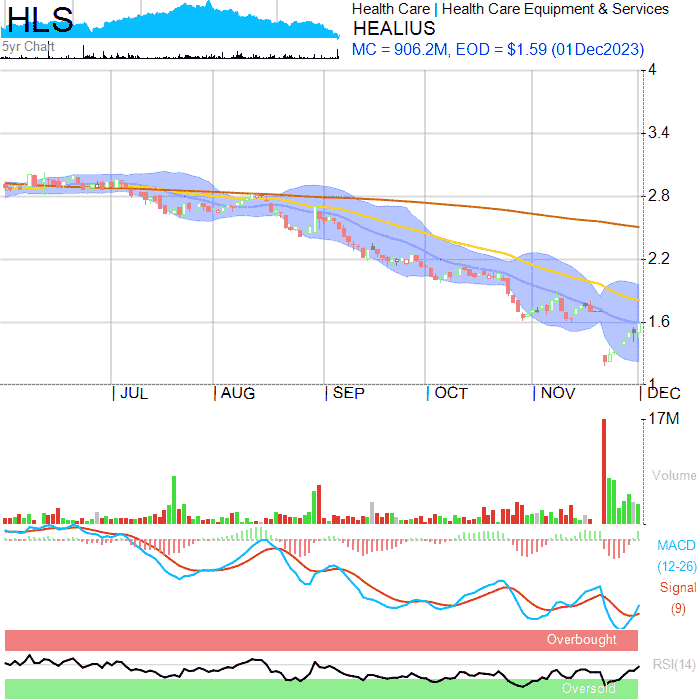 HLS
Health Care | Health Care Equipment & Services
HEALIUS
MC = 906.2M, EOD = $1.59 (01Dec2023)
5yr Chart
4
3.4
2.8
2.2
1.6
1
JUL AUG SEP OCT NOV DEC
17M
Volume
MACD
(12-26)
Signal
(9)
Overbought
RSI(14)
Oversold